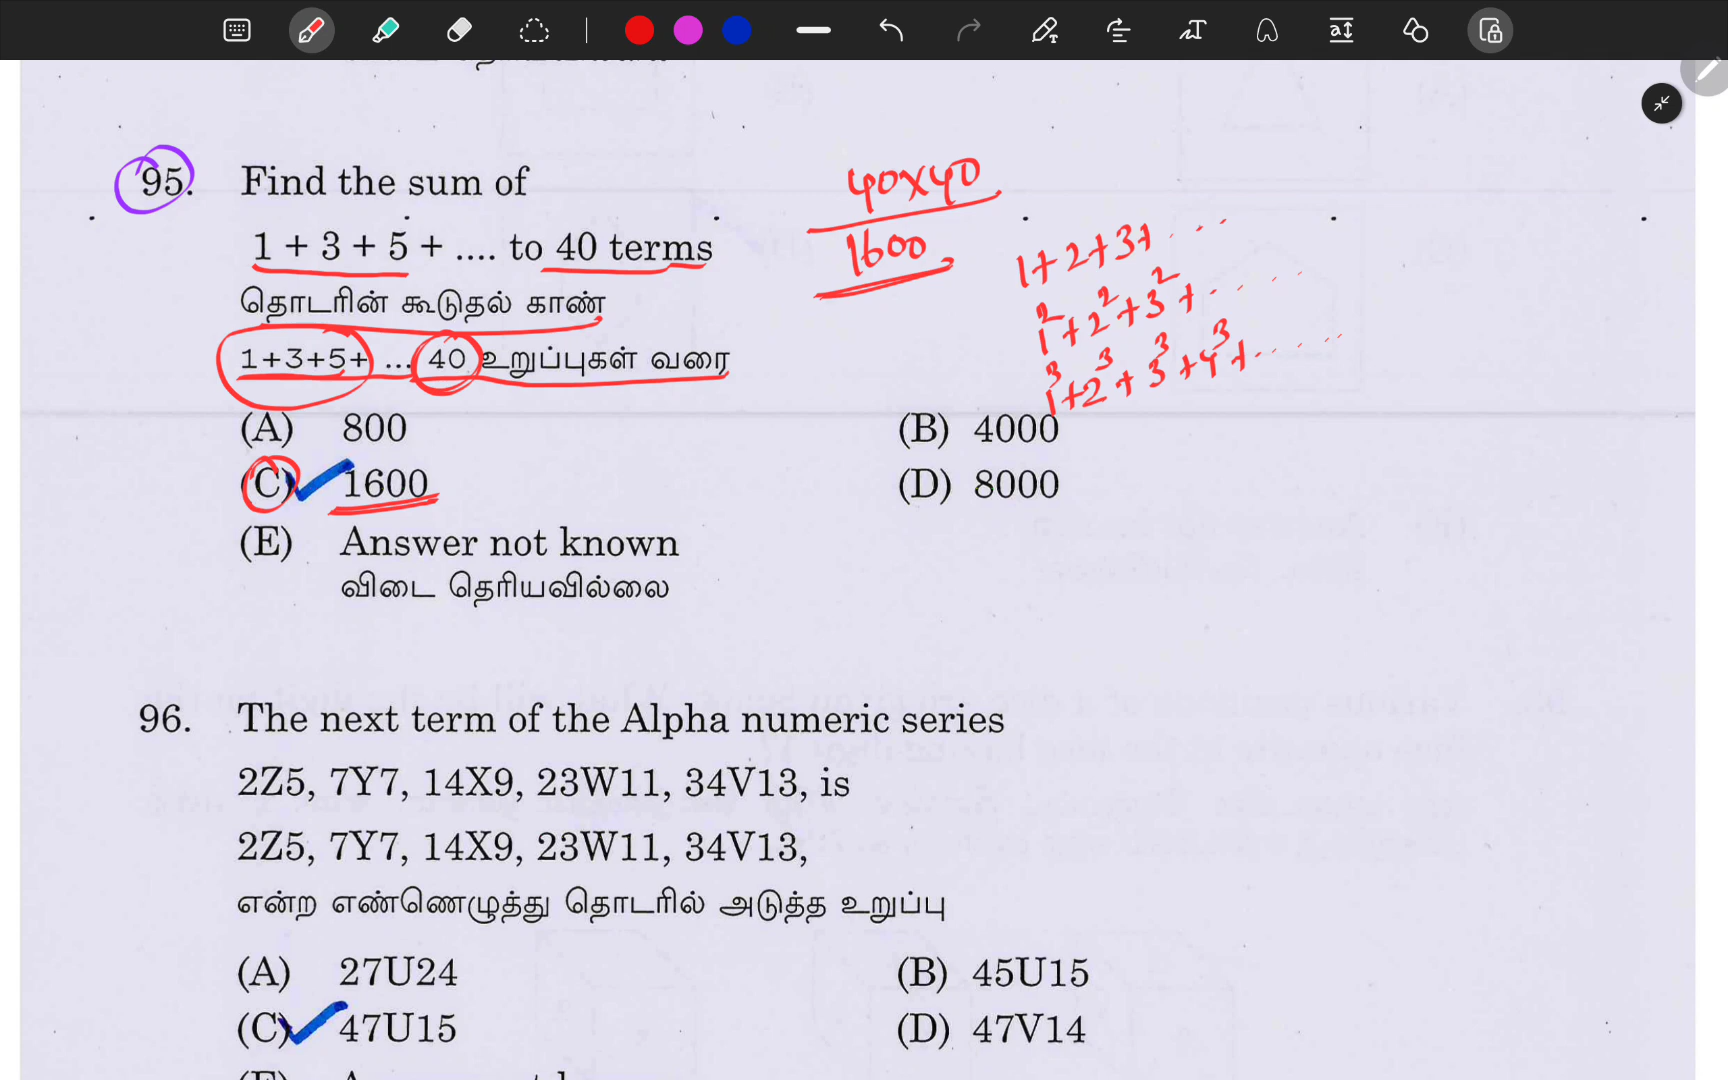 95. Find the sum of
1 + 3 + 5 + .... to 40 terms
தொடரின் கூடுதல் காண்
1+3+5+ ... 40 உறுப்புகள் வரை
40x40
1600
1+2+3+ . . .
1²+2²+3²+ . . . . .
1³+2³+3³+4³+ . . . . .
(A) 800 (B) 4000
(C) 1600 (D) 8000
(E) Answer not known
விடை தெரியவில்லை
96. The next term of the Alpha numeric series
2Z5, 7Y7, 14X9, 23W11, 34V13, is
2Z5, 7Y7, 14X9, 23W11, 34V13,
என்ற எண்ணெழுத்து தொடரில் அடுத்த உறுப்பு
(A) 27U24 (B) 45U15
(C) 47U15 (D) 47V14